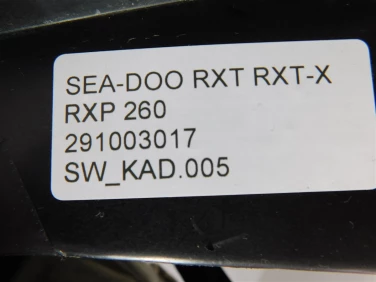 SEA-DOO RXT RXT-X
RXP 260
291003017
SW_KAD.005